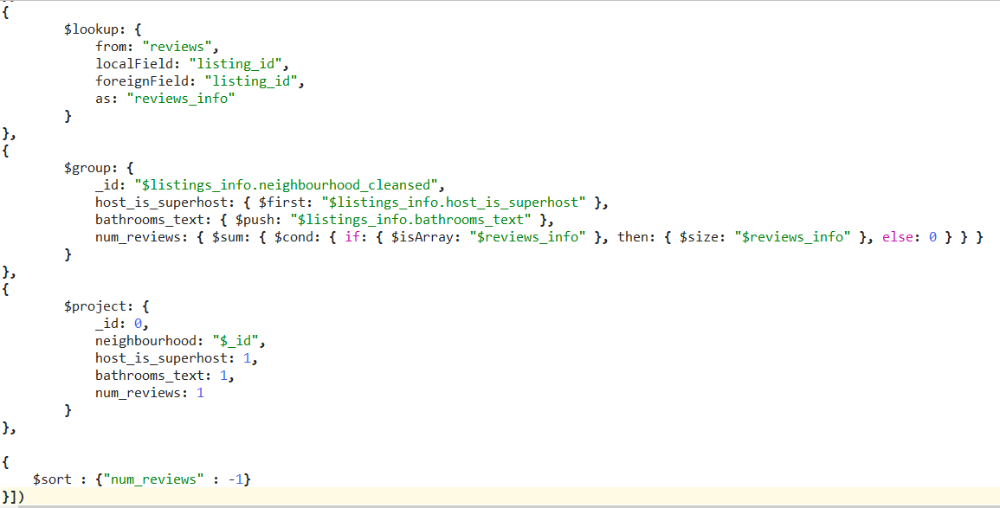 {
        $lookup: {
            from: "reviews",
            localField: "listing_id",
            foreignField: "listing_id",
            as: "reviews_info"
        }
},
{
        $group: {
            _id: "$listings_info.neighbourhood_cleansed",
            host_is_superhost: { $first: "$listings_info.host_is_superhost" },
            bathrooms_text: { $push: "$listings_info.bathrooms_text" },
            num_reviews: { $sum: { $cond: { if: { $isArray: "$reviews_info" }, then: { $size: "$reviews_info" }, else: 0 } } }
        }
},
{
        $project: {
            _id: 0,
            neighbourhood: "$_id",
            host_is_superhost: 1,
            bathrooms_text: 1,
            num_reviews: 1
        }
},
{
    $sort : {"num_reviews" : -1}
}])